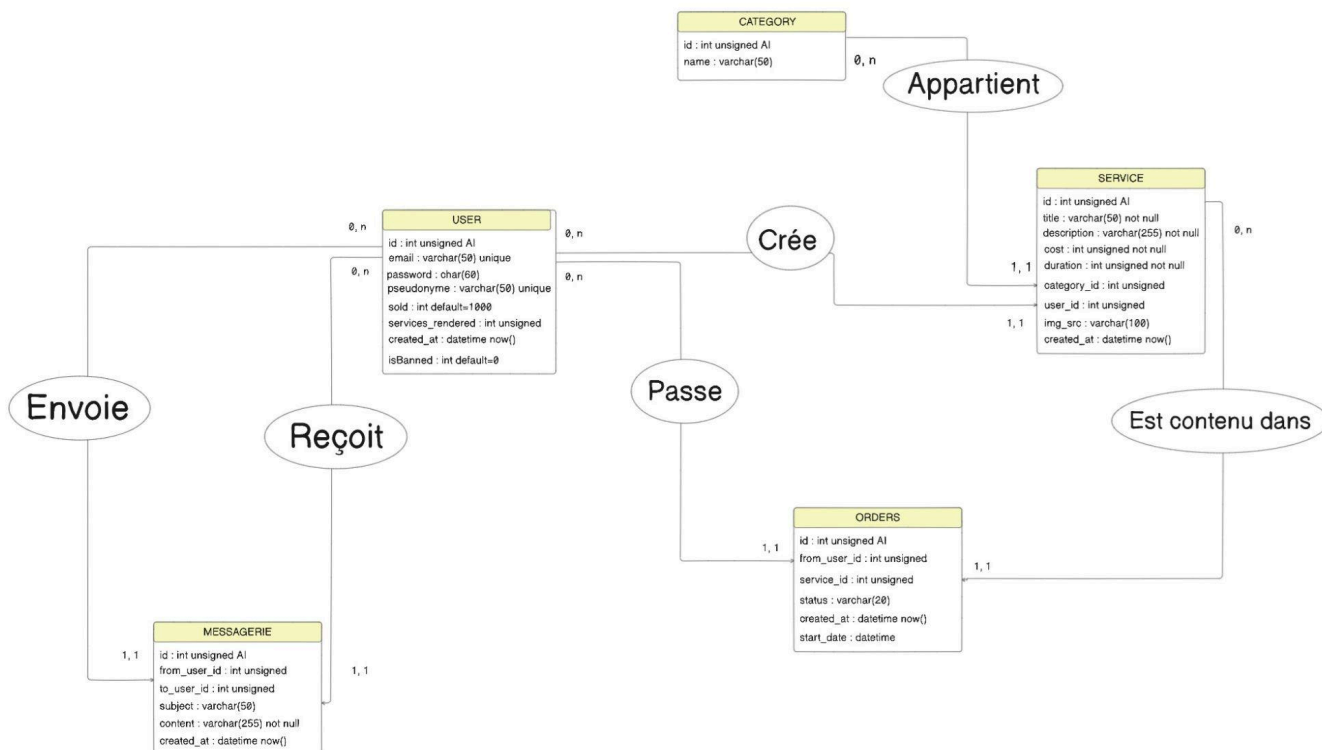 CATEGORY
id : int unsigned AI
name : varchar(50)
0, n
Appartient
SERVICE
id : int unsigned AI
title : varchar(50) not null
description : varchar(255) not null
cost : int unsigned not null
duration : int unsigned not null
category_id : int unsigned
user_id : int unsigned
img_src : varchar(100)
created_at : datetime now()
0, n
1, 1
1, 1
USER
id : int unsigned AI
email : varchar(50) unique
password : char(60)
pseudonyme : varchar(50) unique
sold : int default=1000
services_rendered : int unsigned
created_at : datetime now()
isBanned : int default=0
0, n
0, n
0, n
0, n
Crée
Envoie
Reçoit
Passe
Est contenu dans
ORDERS
id : int unsigned AI
from_user_id : int unsigned
service_id : int unsigned
status : varchar(20)
created_at : datetime now()
start_date : datetime
1, 1
1, 1
MESSAGERIE
id : int unsigned AI
from_user_id : int unsigned
to_user_id : int unsigned
subject : varchar(50)
content : varchar(255) not null
created_at : datetime now()
1, 1
1, 1